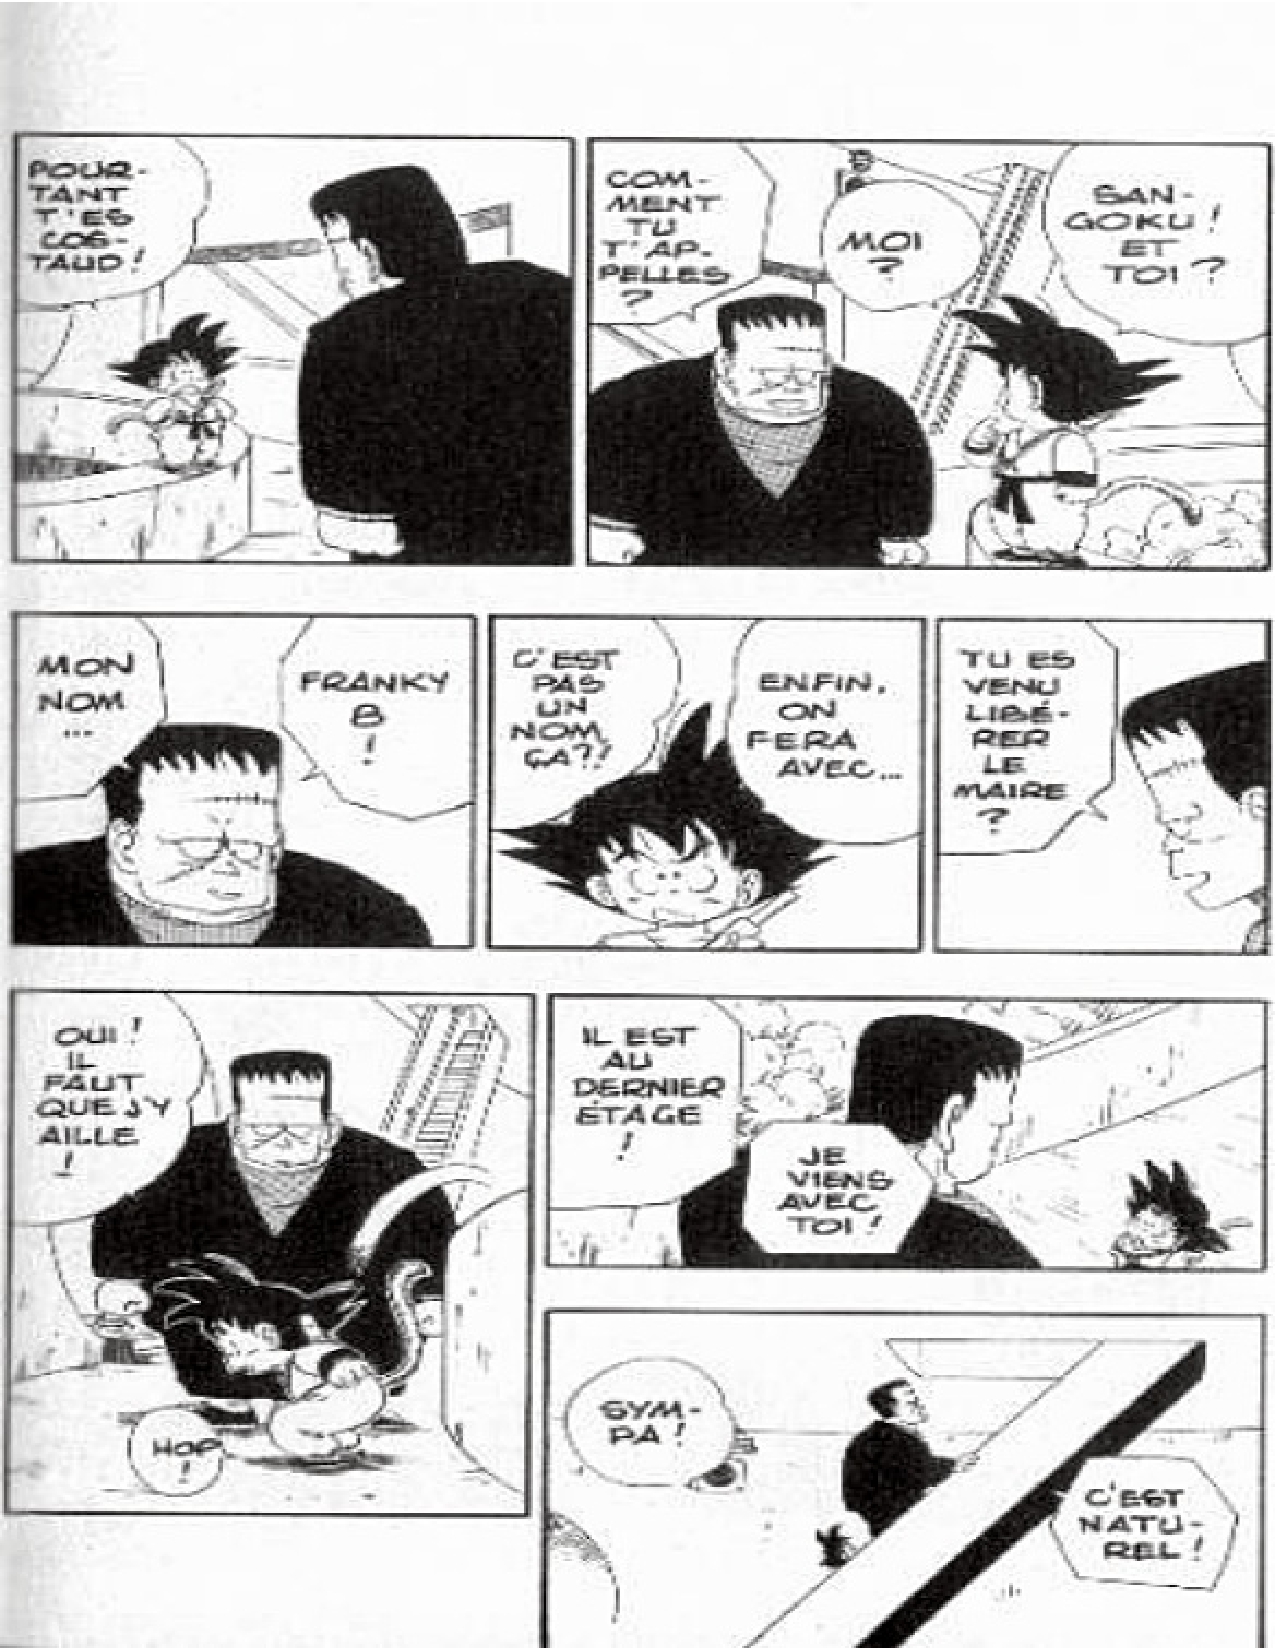 POUR-
TANT
T'ES
COS-
TAUD!
COM-
MENT
TU
T'AP-
PELLES
?
MOI
?
SAN-
GOKU!
ET
TOI?
MON
NOM
...
FRANKY
B
!
C'EST
PAS
UN
NOM,
ÇA?!
ENFIN,
ON
FERA
AVEC...
TU ES
VENU
LIBÉ-
RER
LE
MAIRE
?
OUI!
IL
FAUT
QUE J'Y
AILLE
!
HOP
!
IL EST
AU
DERNIER
ÉTAGE
!
JE
VIENS
AVEC
TOI!
SYM-
PA!
C'EST
NATU-
REL!